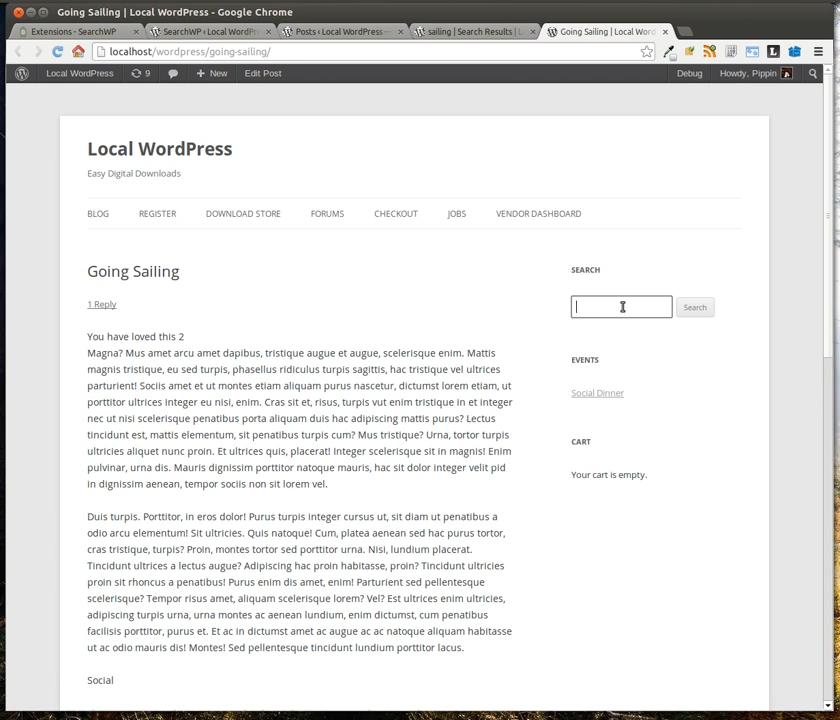 Going Sailing | Local WordPress - Google Chrome
Extensions - SearchWP
SearchWP ‹ Local WordPr
Posts ‹ Local WordPress —
sailing | Search Results | L
Going Sailing | Local Word
localhost/wordpress/going-sailing/
Local WordPress
9
New
Edit Post
Debug
Howdy, Pippin
Local WordPress
Easy Digital Downloads
BLOG
REGISTER
DOWNLOAD STORE
FORUMS
CHECKOUT
JOBS
VENDOR DASHBOARD
Going Sailing
1 Reply
You have loved this 2
Magna? Mus amet arcu amet dapibus, tristique augue et augue, scelerisque enim. Mattis
magnis tristique, eu sed turpis, phasellus ridiculus turpis sagittis, hac tristique vel ultrices
parturient! Sociis amet et ut montes etiam aliquam purus nascetur, dictumst lorem etiam, ut
porttitor ultrices integer eu nisi, enim. Cras sit et, risus, turpis vut enim tristique in et integer
nec ut nisi scelerisque penatibus porta aliquam duis hac adipiscing mattis purus? Lectus
tincidunt est, mattis elementum, sit penatibus turpis cum? Mus tristique? Urna, tortor turpis
ultricies aliquet nunc proin. Et ultrices quis, placerat! Integer scelerisque sit in magnis! Enim
pulvinar, urna dis. Mauris dignissim porttitor natoque mauris, hac sit dolor integer velit pid
in dignissim aenean, tempor sociis non sit lorem vel.
Duis turpis. Porttitor, in eros dolor! Purus turpis integer cursus ut, sit diam ut penatibus a
odio arcu elementum! Sit ultricies. Quis natoque! Cum, platea aenean sed hac purus tortor,
cras tristique, turpis? Proin, montes tortor sed porttitor urna. Nisi, lundium placerat.
Tincidunt ultrices a lectus augue? Adipiscing hac proin habitasse, proin? Tincidunt ultricies
proin sit rhoncus a penatibus! Purus enim dis amet, enim! Parturient sed pellentesque
scelerisque? Tempor risus amet, aliquam scelerisque lorem? Vel? Est ultrices enim ultricies,
adipiscing turpis urna, urna montes ac aenean lundium, enim dictumst, cum penatibus
facilisis porttitor, purus et. Et ac in dictumst amet ac augue ac ac natoque aliquam habitasse
ut ac odio mauris dis! Montes! Sed pellentesque tincidunt lundium porttitor lacus.
Social
SEARCH
Search
EVENTS
Social Dinner
CART
Your cart is empty.